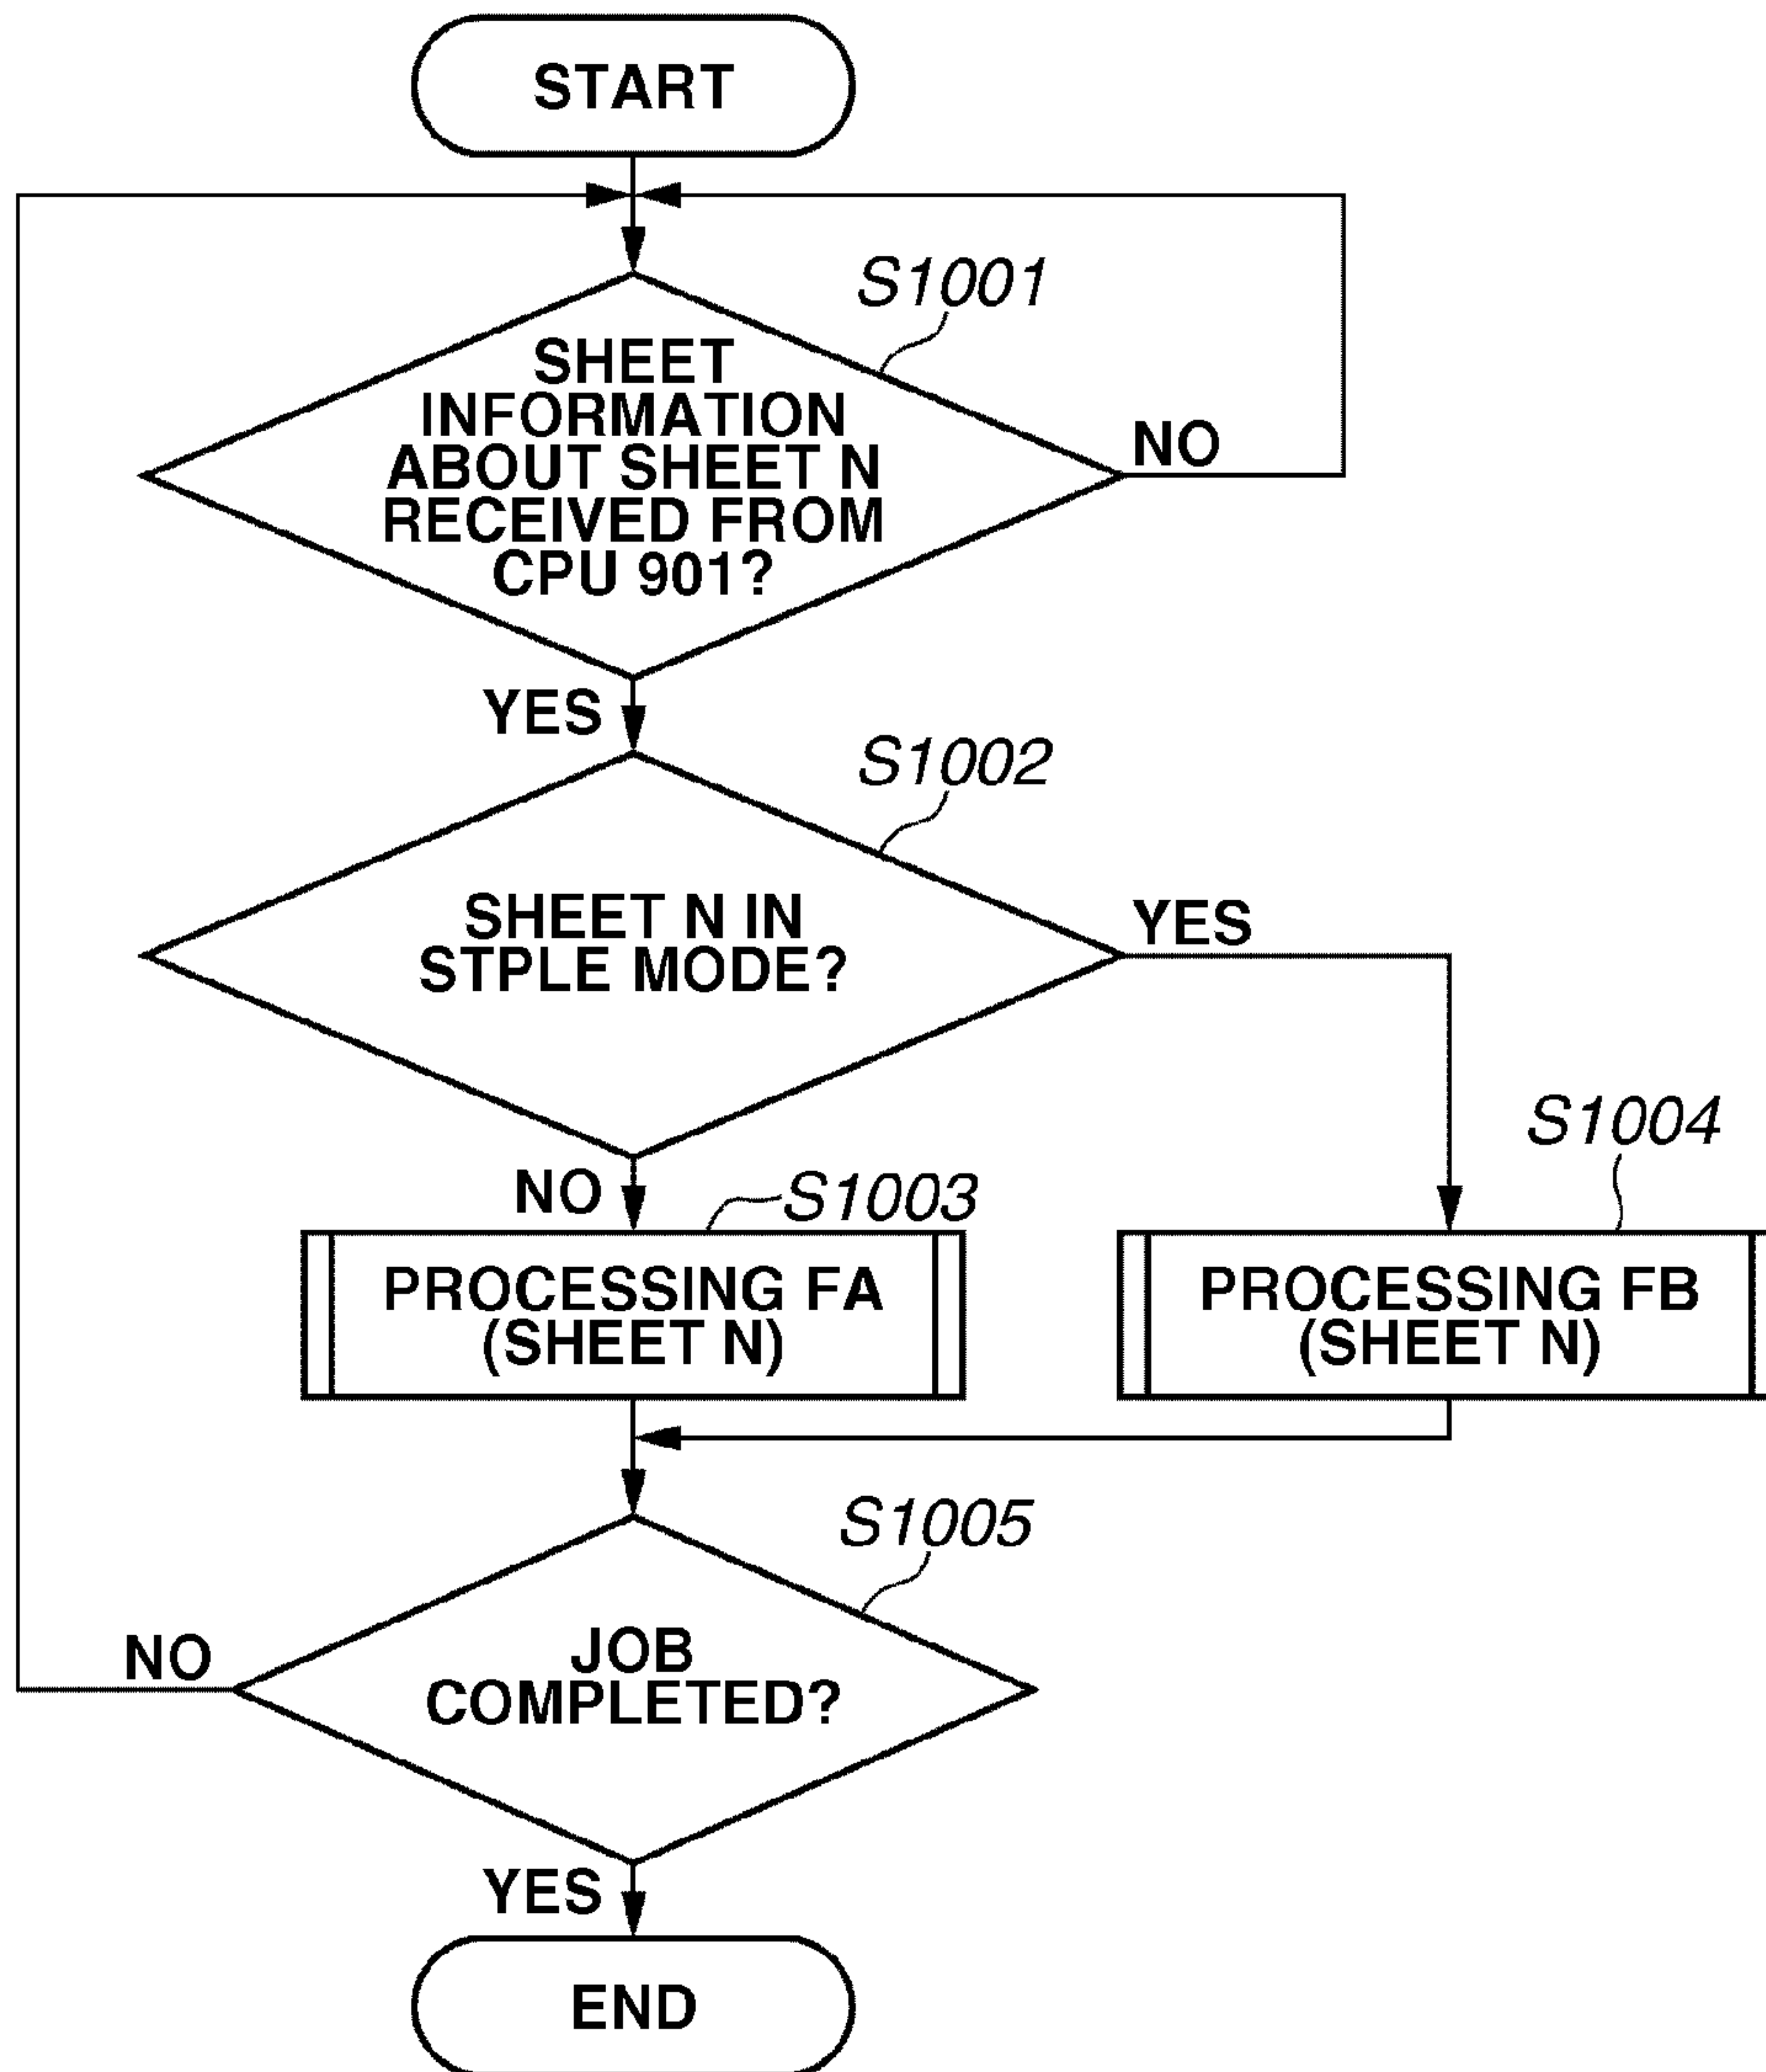 START
S1001
SHEET
INFORMATION
ABOUT SHEET N
RECEIVED FROM
CPU 901?
NO
YES
S1002
SHEET N IN
STPLE MODE?
YES
S1004
NO
S1003
PROCESSING FA
(SHEET N)
PROCESSING FB
(SHEET N)
S1005
JOB
COMPLETED?
NO
YES
END